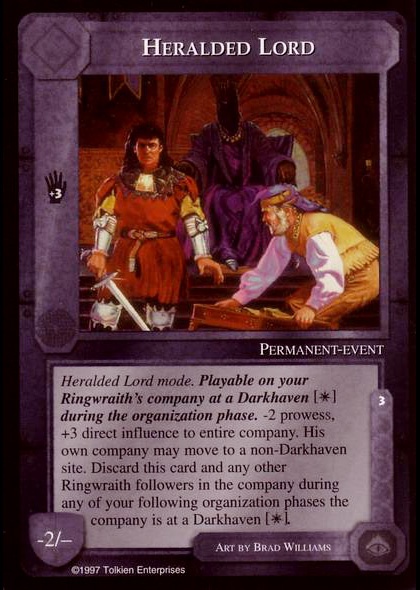 HERALDED LORD
+3
PERMANENT-EVENT
Heralded Lord mode. Playable on your
Ringwraith's company at a Darkhaven [✶]
during the organization phase. -2 prowess,
+3 direct influence to entire company. His
own company may move to a non-Darkhaven
site. Discard this card and any other
Ringwraith followers in the company during
any of your following organization phases the
company is at a Darkhaven [✶].
3
-2/–
ART BY BRAD WILLIAMS
©1997 Tolkien Enterprises